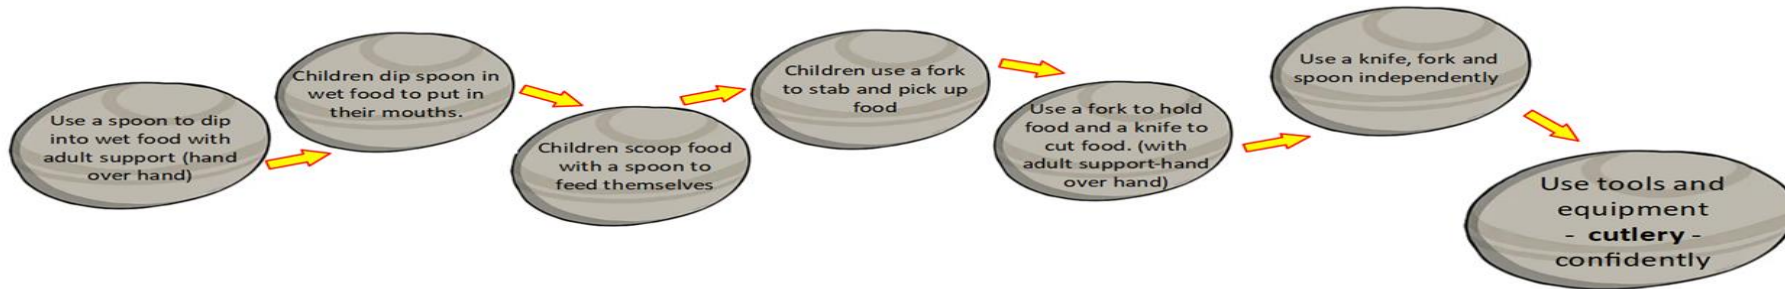 Use a spoon to dip
into wet food with
adult support (hand
over hand)
Children dip spoon in
wet food to put in
their mouths.
Children scoop food
with a spoon to
feed themselves
Children use a fork
to stab and pick up
food
Use a fork to hold
food and a knife to
cut food. (with
adult support-hand
over hand)
Use a knife, fork and
spoon independently
Use tools and
equipment
- cutlery -
confidently